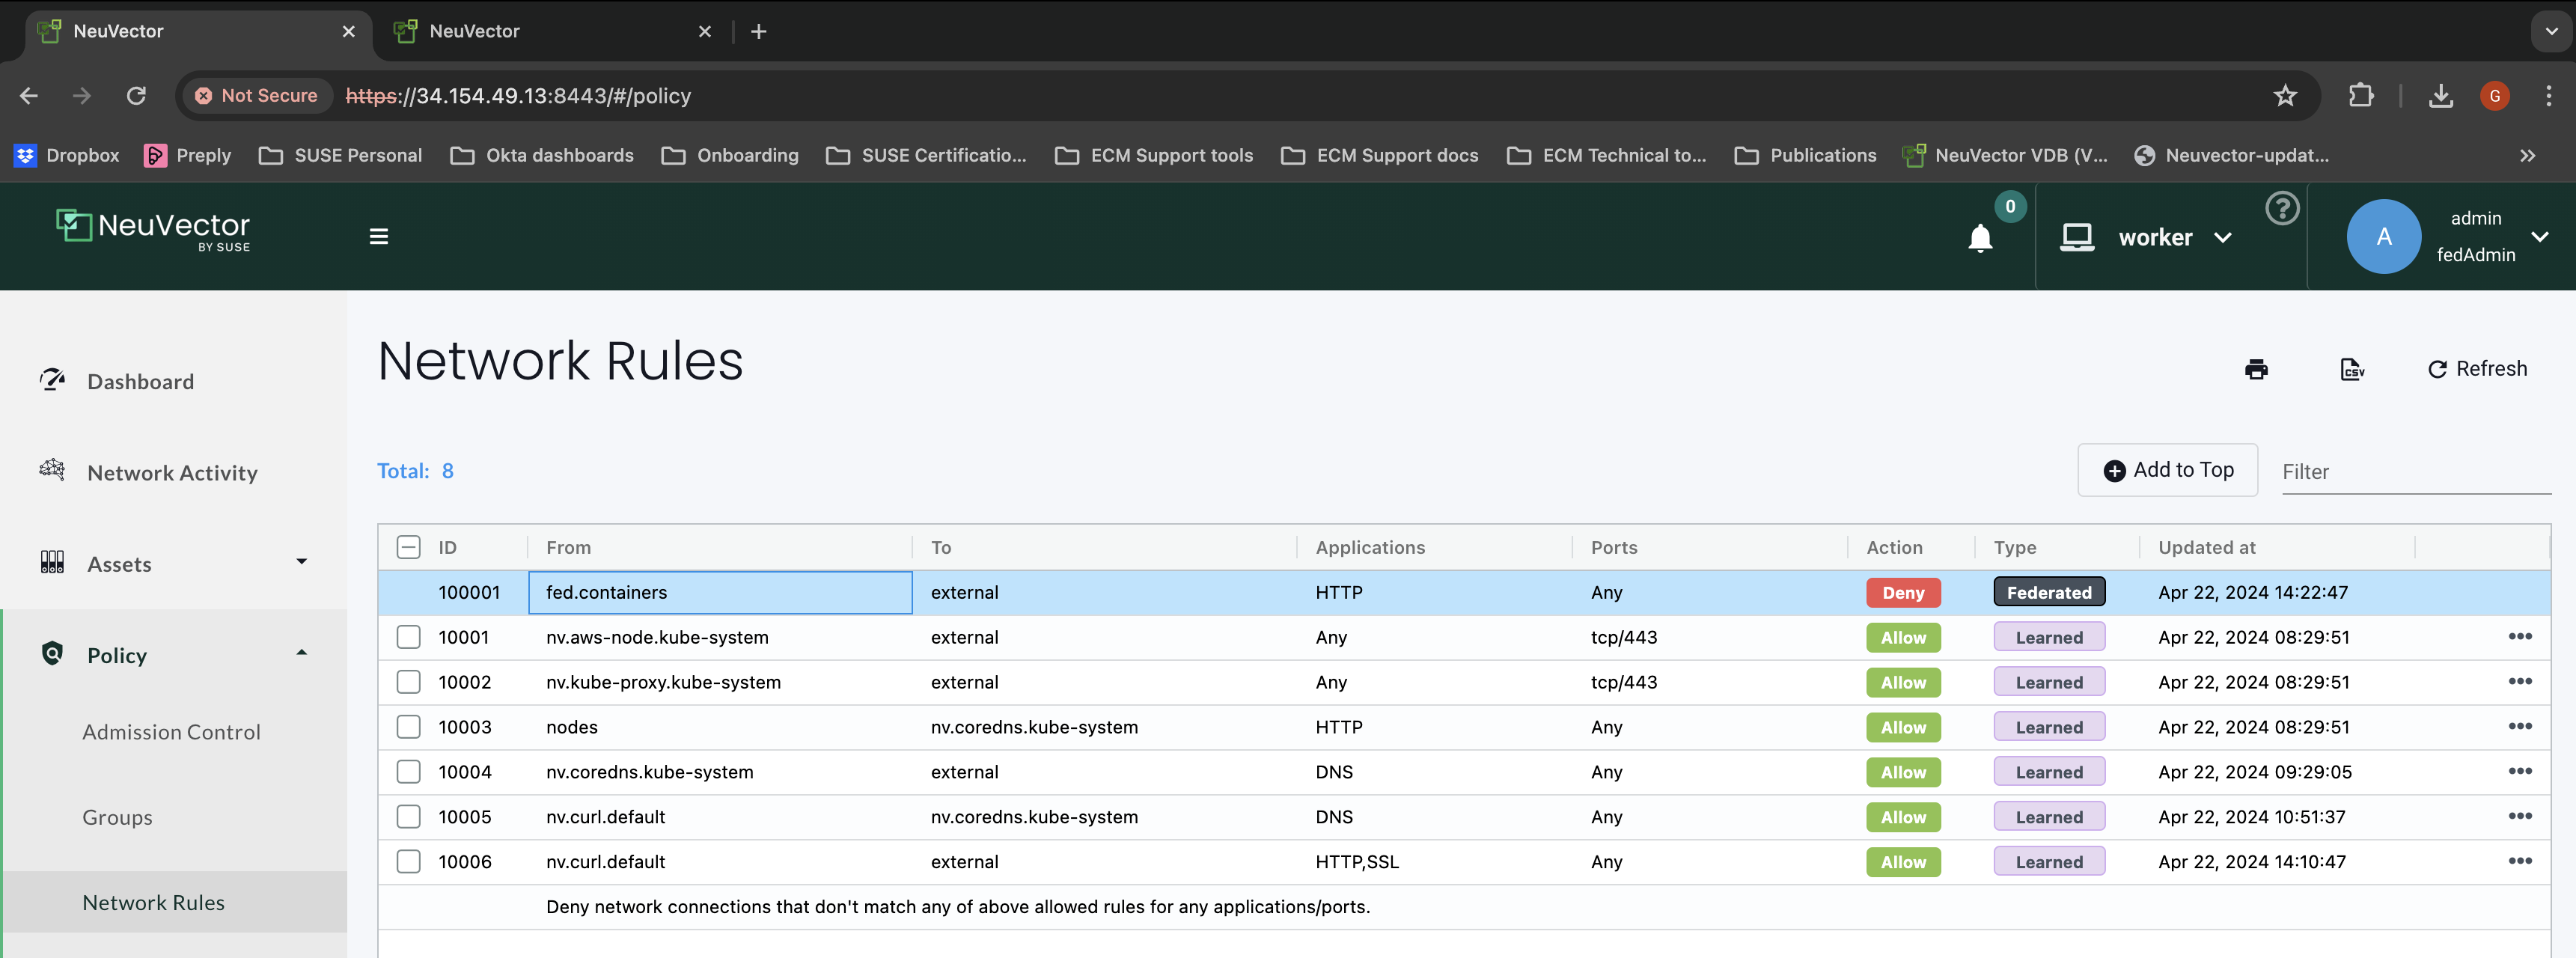 NeuVector
NeuVector
Not Secure https://34.154.49.13:8443/#/policy G
Dropbox Preply SUSE Personal Okta dashboards Onboarding SUSE Certificatio... ECM Support tools ECM Support docs ECM Technical to... Publications NeuVector VDB (V... Neuvector-updat... »
NeuVector
BY SUSE
0
worker
?
A
admin
fedAdmin
Dashboard
Network Activity
Assets
Policy
Admission Control
Groups
Network Rules
Network Rules
CSV
Refresh
Total: 8
Add to Top
Filter
ID From To Applications Ports Action Type Updated at
100001 fed.containers external HTTP Any Deny Federated Apr 22, 2024 14:22:47
10001 nv.aws-node.kube-system external Any tcp/443 Allow Learned Apr 22, 2024 08:29:51
10002 nv.kube-proxy.kube-system external Any tcp/443 Allow Learned Apr 22, 2024 08:29:51
10003 nodes nv.coredns.kube-system HTTP Any Allow Learned Apr 22, 2024 08:29:51
10004 nv.coredns.kube-system external DNS Any Allow Learned Apr 22, 2024 09:29:05
10005 nv.curl.default nv.coredns.kube-system DNS Any Allow Learned Apr 22, 2024 10:51:37
10006 nv.curl.default external HTTP,SSL Any Allow Learned Apr 22, 2024 14:10:47
Deny network connections that don't match any of above allowed rules for any applications/ports.